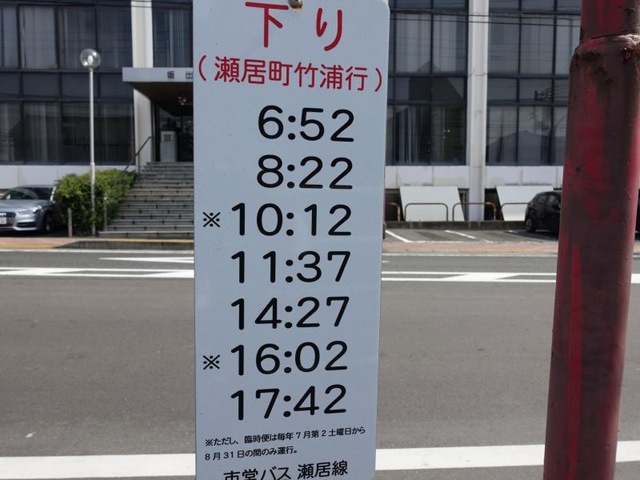 下り
(瀬居町竹浦行)
6:52
8:22
※10:12
11:37
14:27
※16:02
17:42
※ただし、臨時便は毎年7月第2土曜日から
8月31日の間のみ運行。
市営バス 瀬居線
坂出